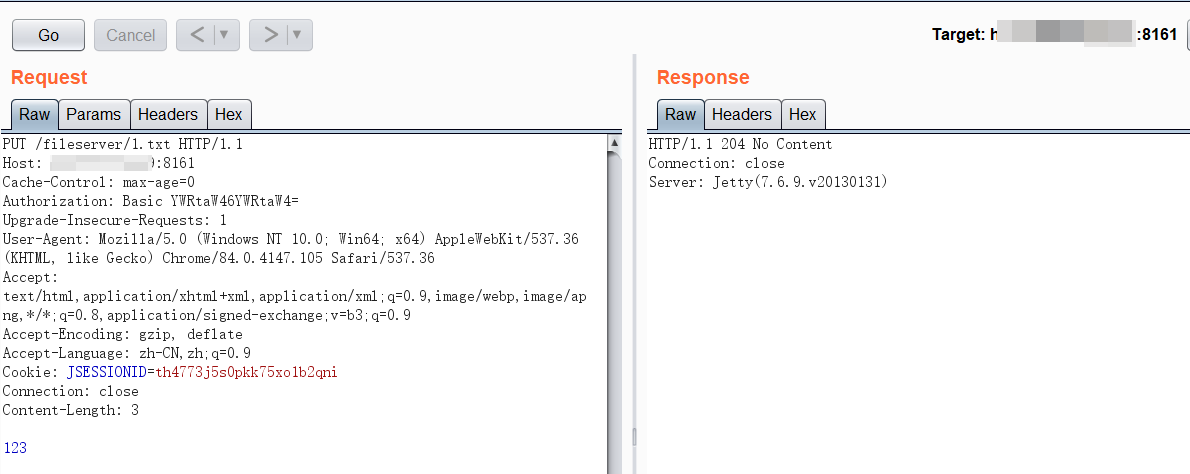 Go
Cancel
<
>
Target: h :8161
Request
Response
Raw
Params
Headers
Hex
Raw
Headers
Hex
PUT /fileserver/1.txt HTTP/1.1
Host: :8161
Cache-Control: max-age=0
Authorization: Basic YWRtaW46YWRtaW4=
Upgrade-Insecure-Requests: 1
User-Agent: Mozilla/5.0 (Windows NT 10.0; Win64; x64) AppleWebKit/537.36
(KHTML, like Gecko) Chrome/84.0.4147.105 Safari/537.36
Accept:
text/html,application/xhtml+xml,application/xml;q=0.9,image/webp,image/ap
ng,*/*;q=0.8,application/signed-exchange;v=b3;q=0.9
Accept-Encoding: gzip, deflate
Accept-Language: zh-CN,zh;q=0.9
Cookie: JSESSIONID=th4773j5s0pkk75xo1b2qni
Connection: close
Content-Length: 3
123
HTTP/1.1 204 No Content
Connection: close
Server: Jetty(7.6.9.v20130131)